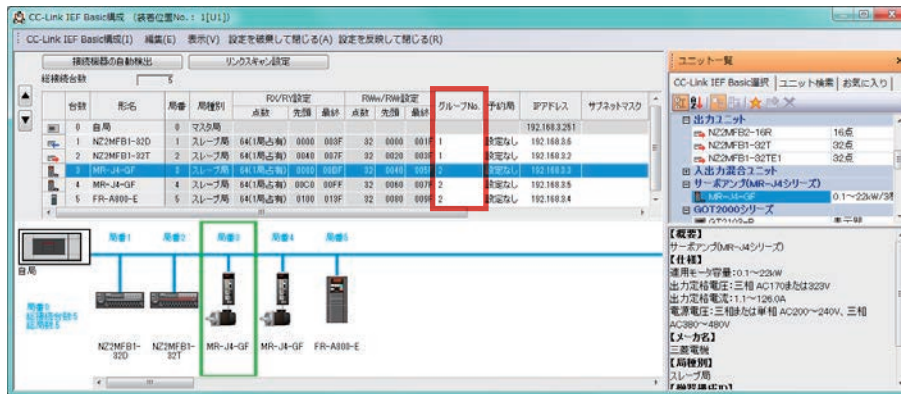 CC-Link IEF Basic構成 (装着位置No.: 1[U1])
CC-Link IEF Basic構成(I) 編集(E) 表示(V) 設定を破棄して閉じる(A) 設定を反映して閉じる(R)
接続機器の自動検出 リンクスキャン設定
総接続台数 5
台数 形名 局番 局種別 RX/RY設定 RWw/RWr設定 グループNo. 予約局 IPアドレス サブネットマスク
点数 先頭 最終 点数 先頭 最終
0 自局 0 マスタ局 192.168.3.251
1 NZ2MFB1-32D 1 スレーブ局 64(1局占有) 0000 003F 32 0000 001F 1 設定なし 192.168.3.6
2 NZ2MFB1-32T 2 スレーブ局 64(1局占有) 0040 007F 32 0020 003F 1 設定なし 192.168.3.2
3 MR-J4-GF 3 スレーブ局 64(1局占有) 0080 00BF 32 0040 005F 2 設定なし 192.168.3.3
4 MR-J4-GF 4 スレーブ局 64(1局占有) 00C0 00FF 32 0060 007F 2 設定なし 192.168.3.5
5 FR-A800-E 5 スレーブ局 64(1局占有) 0100 013F 32 0080 009F 2 設定なし 192.168.3.4
局番1 局番2 局番3 局番4 局番5
自局
局番0
総接続台数5
総局数5
NZ2MFB1-32D NZ2MFB1-32T MR-J4-GF MR-J4-GF FR-A800-E
ユニット一覧
CC-Link IEF Basic選択 ユニット検索 お気に入り
出力ユニット
NZ2MFB2-16R 16点
NZ2MFB1-32T 32点
NZ2MFB1-32TE1 32点
入出力混合ユニット
サーボアンプ(MR-J4シリーズ)
MR-J4-GF 0.1~22kW/3相
GOT2000シリーズ
【概要】
サーボアンプ(MR-J4シリーズ)
【仕様】
適用モータ容量:0.1~22kW
出力定格電圧:三相 AC170または323V
出力定格電流:1.1~126.0A
電源電圧:三相または単相 AC200~240V、三相
AC380~480V
【メーカ名】
三菱電機
【局種別】
スレーブ局
【機器構成ID】